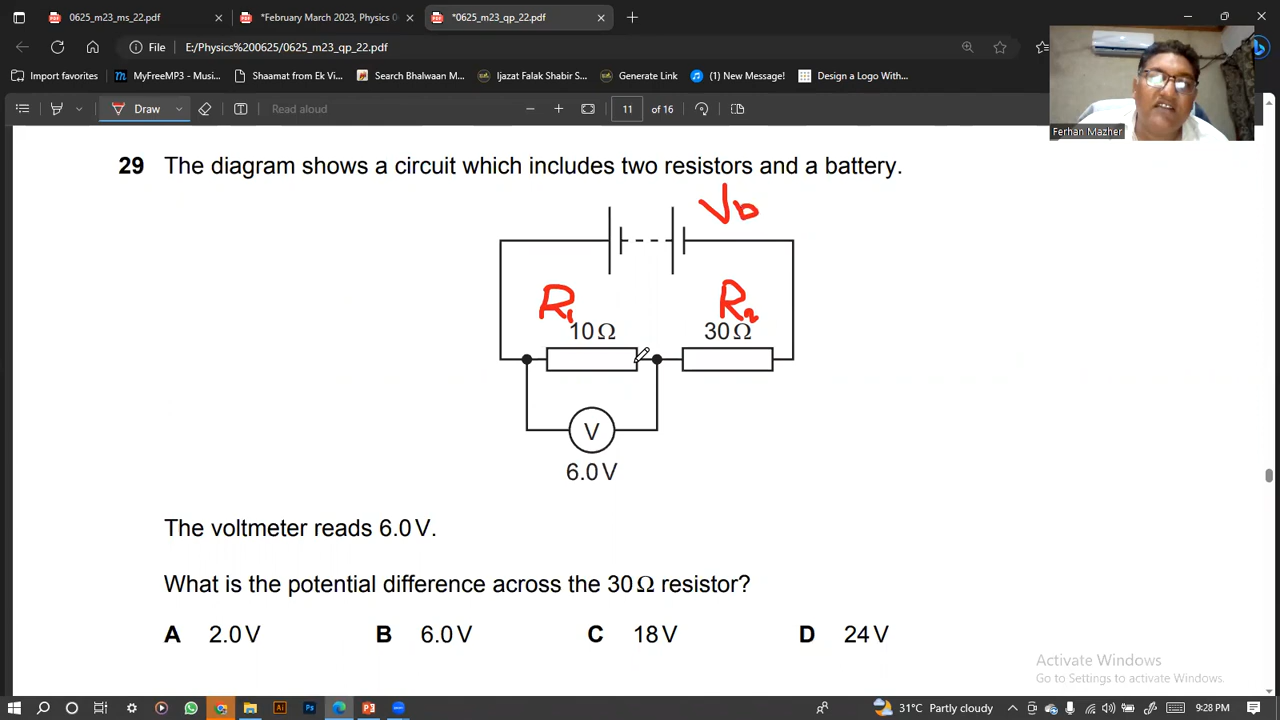 0625_m23_ms_22.pdf
*February March 2023, Physics 0
*0625_m23_qp_22.pdf
File
E:/Physics%200625/0625_m23_qp_22.pdf
Import favorites
MyFreeMP3 - Musi...
Shaamat from Ek Vi...
Search Bhalwaan M...
Ijazat Falak Shabir S...
Generate Link
(1) New Message!
Design a Logo With...
Draw
Read aloud
11 of 16
Ferhan Mazher
29 The diagram shows a circuit which includes two resistors and a battery.
Vb
R1 R2
10 Ω 30 Ω
V
6.0 V
The voltmeter reads 6.0 V.
What is the potential difference across the 30 Ω resistor?
A 2.0 V B 6.0 V C 18 V D 24 V
Activate Windows
Go to Settings to activate Windows.
31°C Partly cloudy
9:28 PM